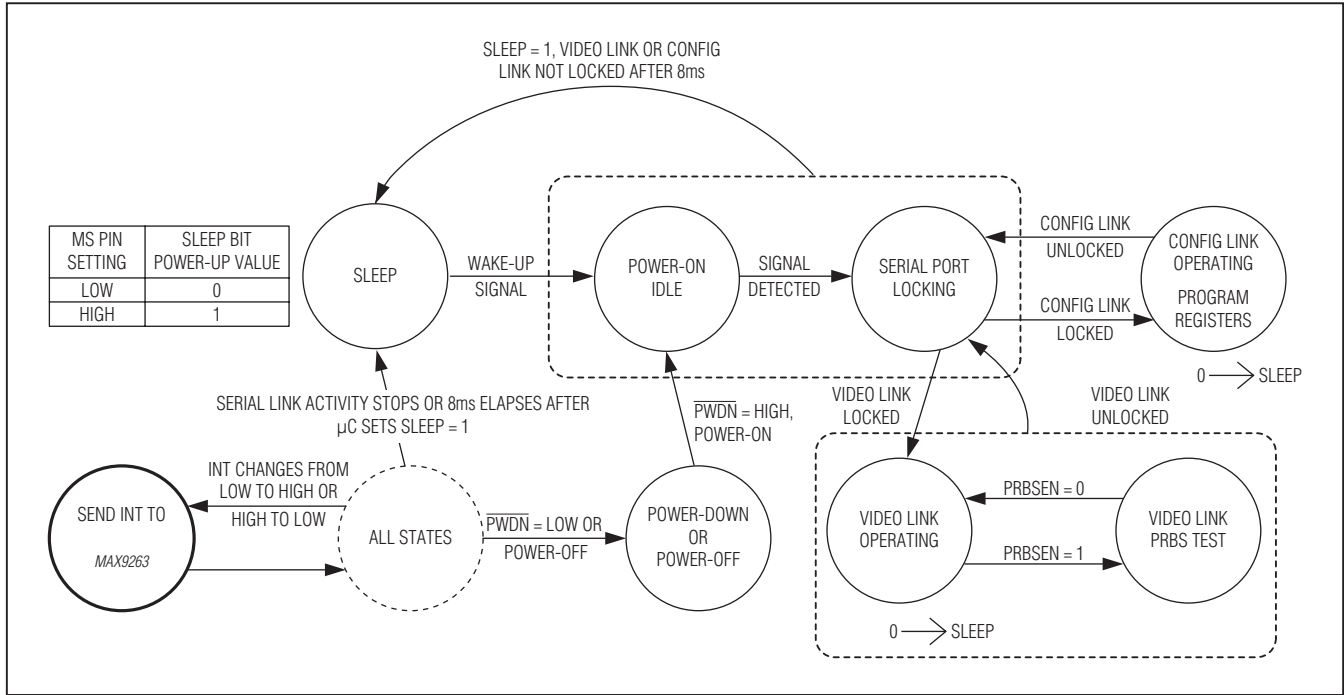 SLEEP = 1, VIDEO LINK OR CONFIG
LINK NOT LOCKED AFTER 8ms
MS PIN SETTING
SLEEP BIT POWER-UP VALUE
LOW 0
HIGH 1
SLEEP
WAKE-UP
SIGNAL
POWER-ON
IDLE
SIGNAL
DETECTED
SERIAL PORT
LOCKING
CONFIG LINK
UNLOCKED
CONFIG LINK
LOCKED
CONFIG LINK
OPERATING
PROGRAM
REGISTERS
0 → SLEEP
SERIAL LINK ACTIVITY STOPS OR 8ms ELAPSES AFTER
µC SETS SLEEP = 1
PWDN = HIGH,
POWER-ON
VIDEO LINK
LOCKED
VIDEO LINK
UNLOCKED
SEND INT TO
MAX9263
INT CHANGES FROM
LOW TO HIGH OR
HIGH TO LOW
ALL STATES
PWDN = LOW OR
POWER-OFF
POWER-DOWN
OR
POWER-OFF
VIDEO LINK
OPERATING
PRBSEN = 0
PRBSEN = 1
VIDEO LINK
PRBS TEST
0 → SLEEP